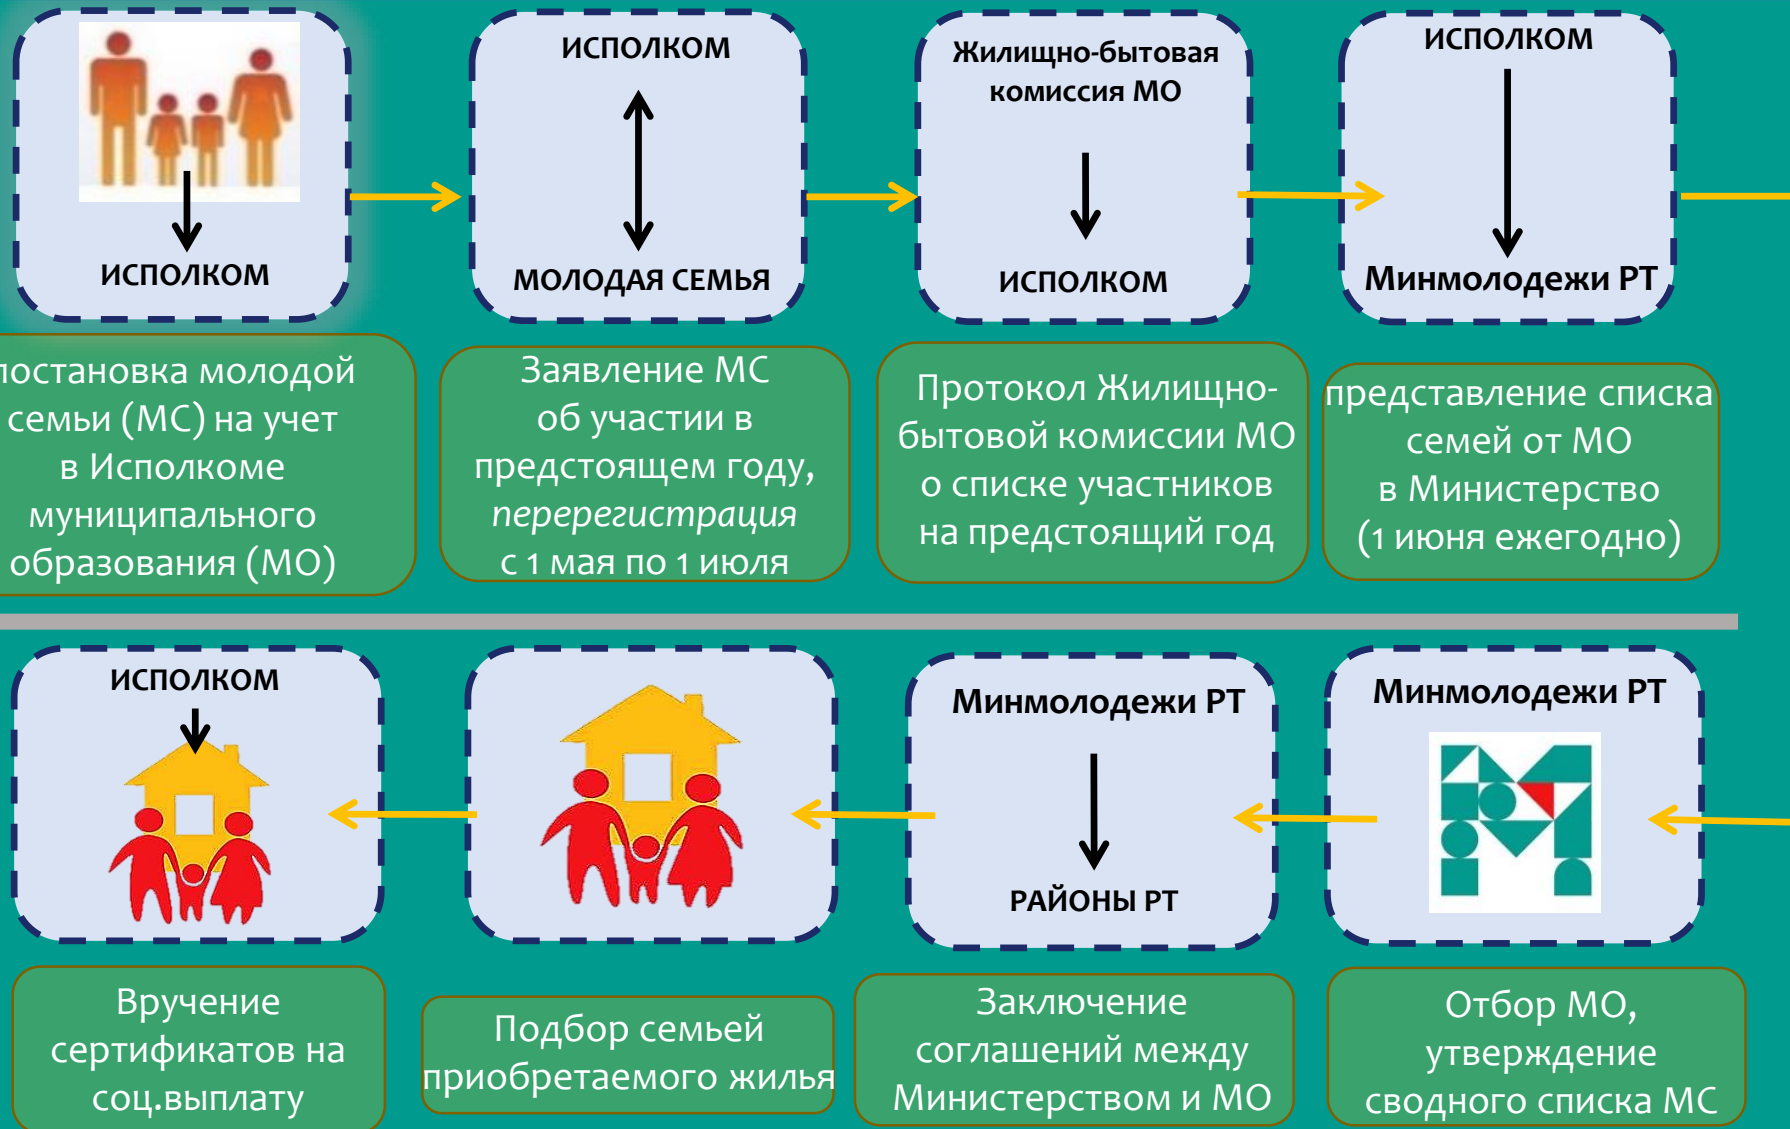 ИСПОЛКОМ
постановка молодой
семьи (МС) на учет
в Исполкоме
муниципального
образования (МО)
ИСПОЛКОМ
МОЛОДАЯ СЕМЬЯ
Заявление МС
об участии в
предстоящем году,
перерегистрация
с 1 мая по 1 июля
Жилищно-бытовая
комиссия МО
ИСПОЛКОМ
Протокол Жилищно-
бытовой комиссии МО
о списке участников
на предстоящий год
ИСПОЛКОМ
Минмолодежи РТ
представление списка
семей от МО
в Министерство
(1 июня ежегодно)
ИСПОЛКОМ
Вручение
сертификатов на
соц.выплату
Подбор семьей
приобретаемого жилья
Минмолодежи РТ
РАЙОНЫ РТ
Заключение
соглашений между
Министерством и МО
Минмолодежи РТ
Отбор МО,
утверждение
сводного списка МС